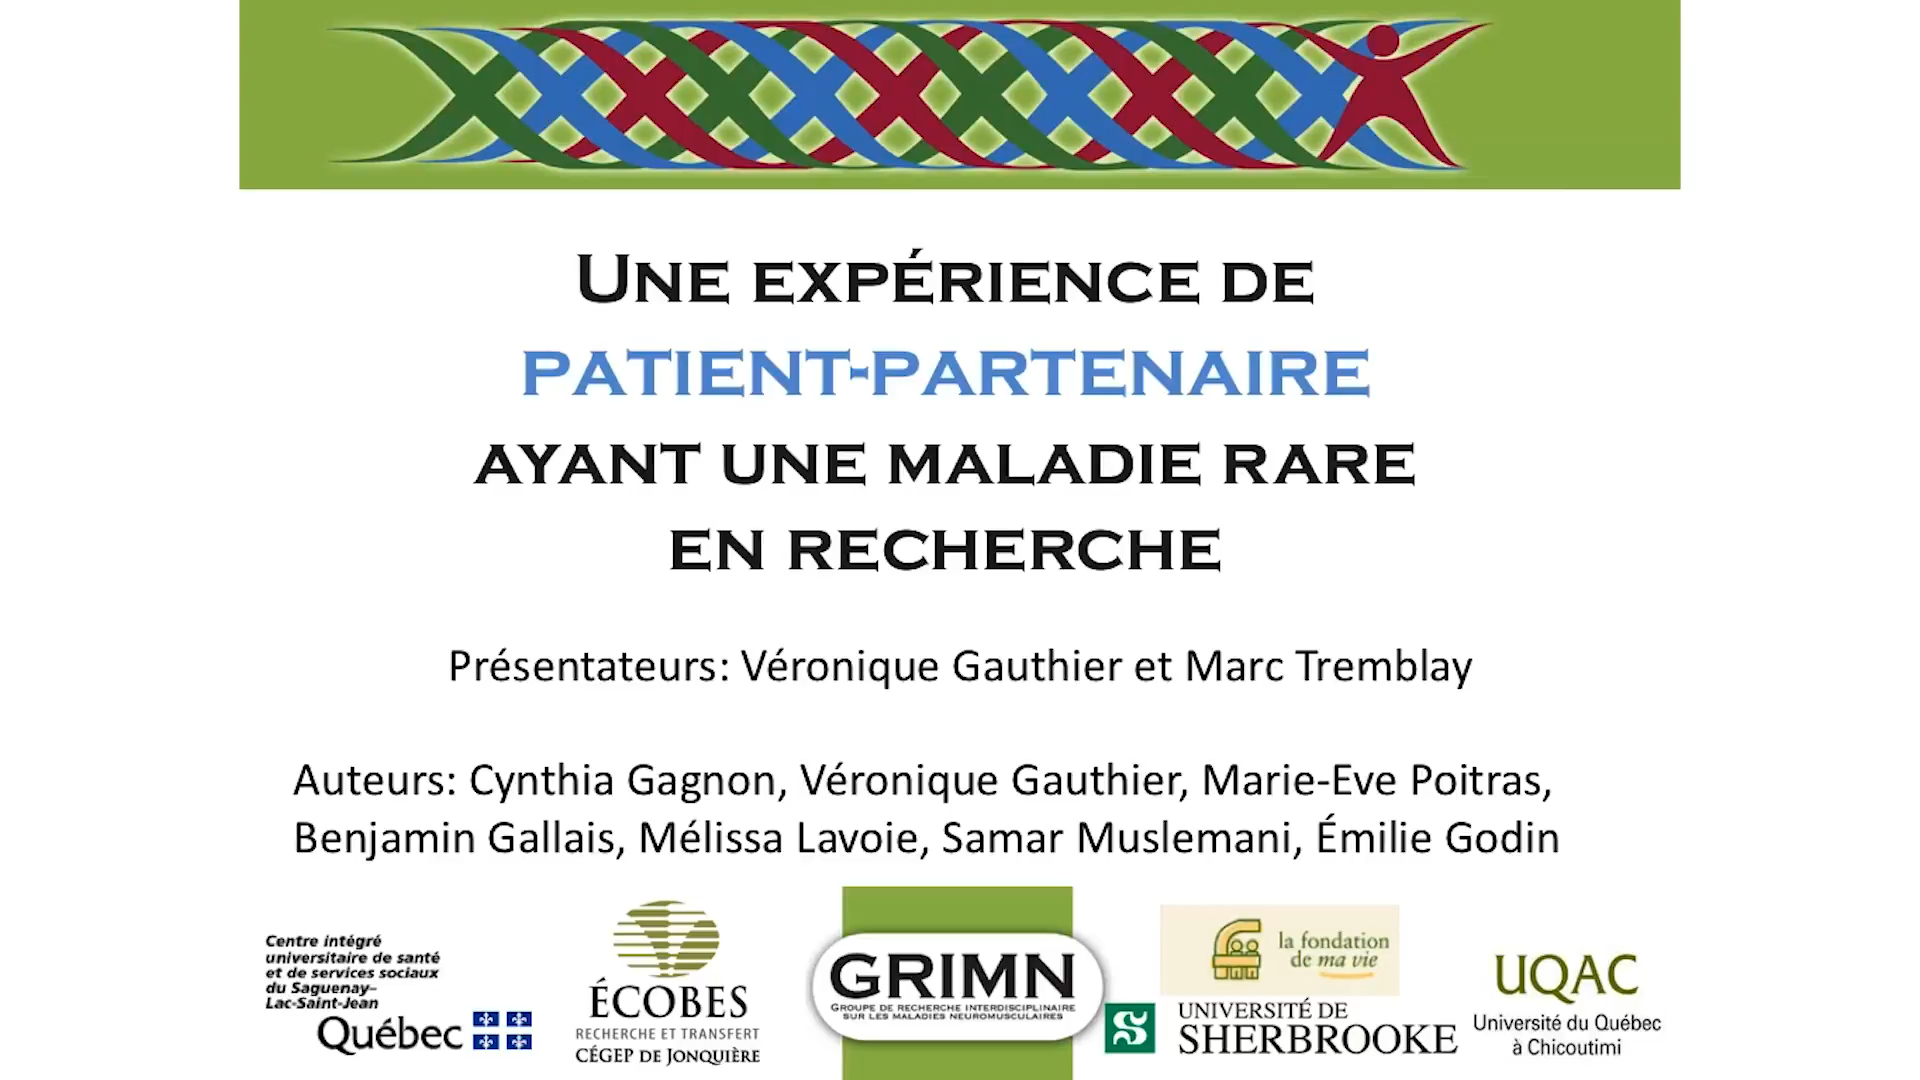 UNE EXPÉRIENCE DE
PATIENT-PARTENAIRE
AYANT UNE MALADIE RARE
EN RECHERCHE
Présentateurs: Véronique Gauthier et Marc Tremblay
Auteurs: Cynthia Gagnon, Véronique Gauthier, Marie-Eve Poitras,
Benjamin Gallais, Mélissa Lavoie, Samar Muslemani, Émilie Godin
Centre intégré
universitaire de santé
et de services sociaux
du Saguenay–
Lac-Saint-Jean
Québec
ÉCOBES
RECHERCHE ET TRANSFERT
CÉGEP DE JONQUIÈRE
GRIMN
GROUPE DE RECHERCHE INTERDISCIPLINAIRE
SUR LES MALADIES NEUROMUSCULAIRES
la fondation
de ma vie
UNIVERSITÉ DE
SHERBROOKE
UQAC
Université du Québec
à Chicoutimi